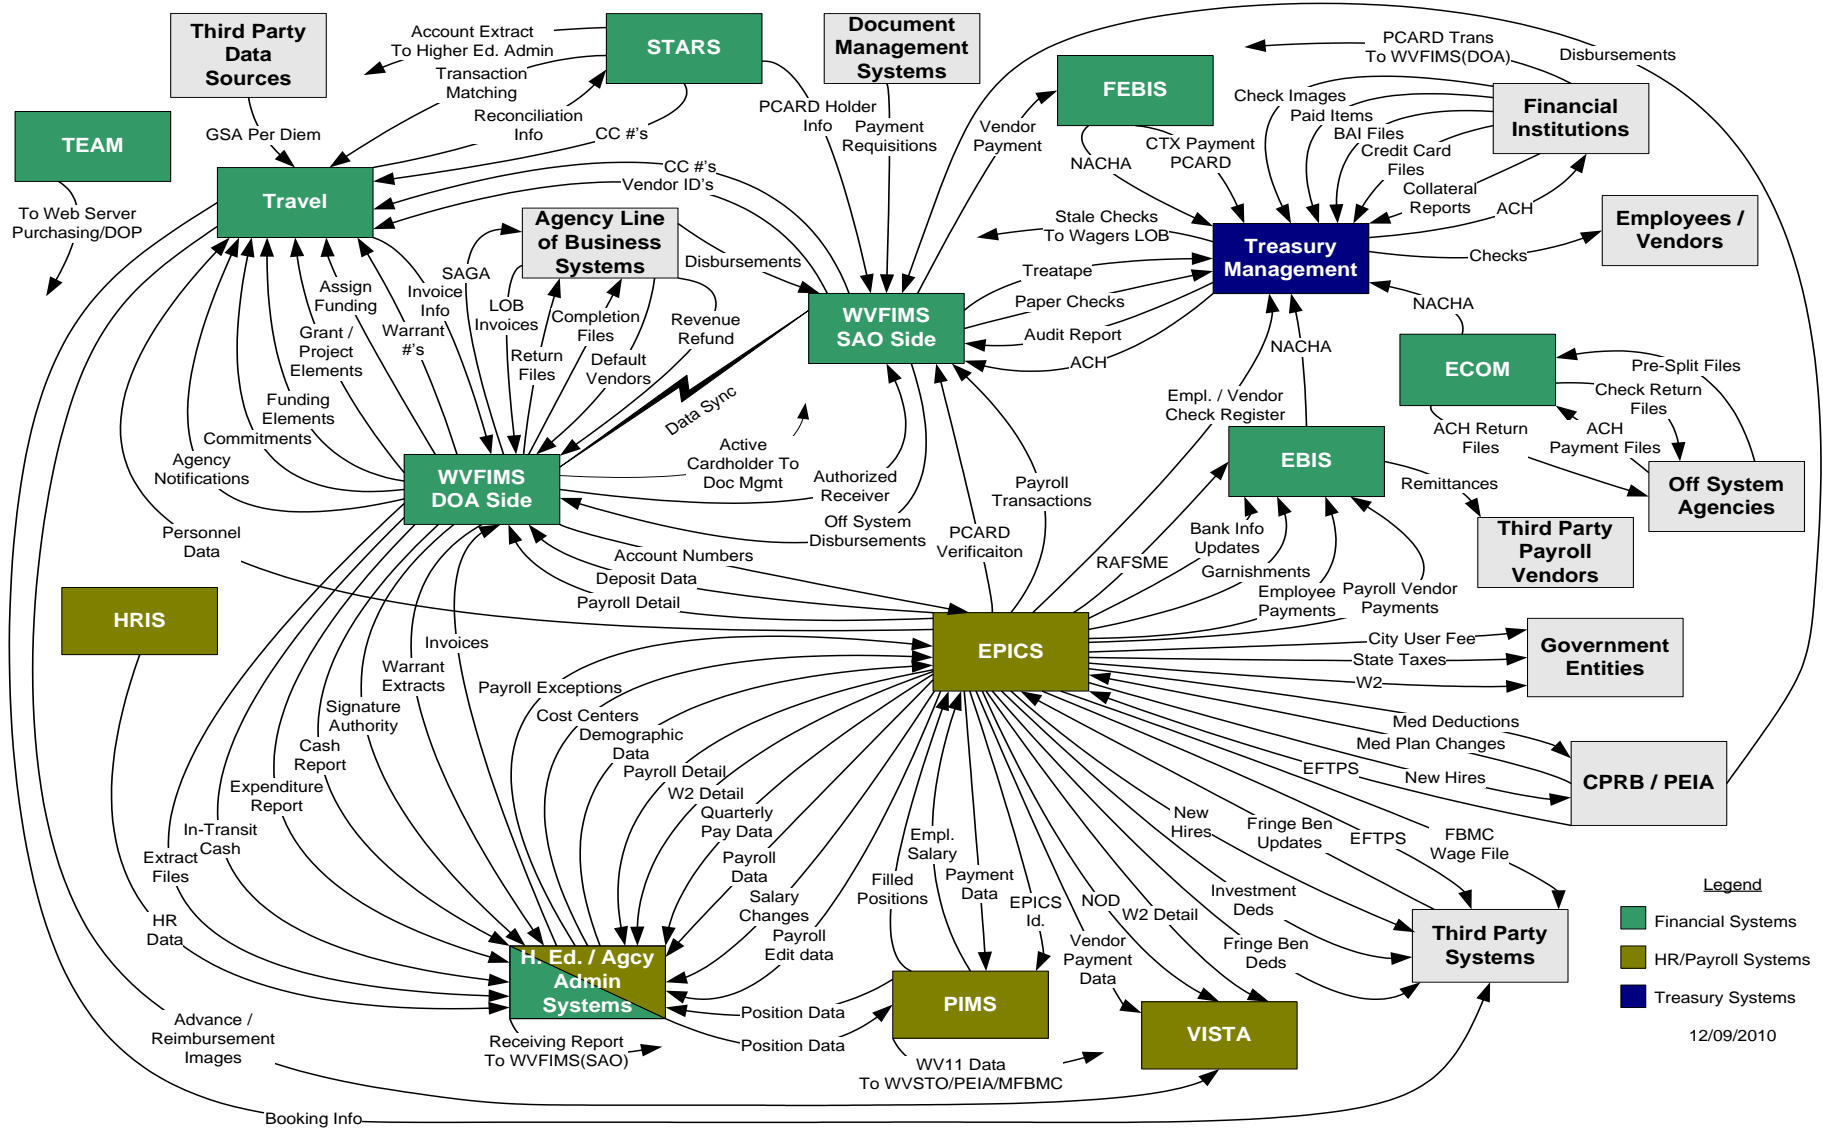 Third Party
Data
Sources
Account Extract
To Higher Ed. Admin
STARS
Document
Management
Systems
PCARD Trans
To WVFIMS(DOA)
Disbursements
Transaction
Matching
FEBIS
Check Images
Paid Items
BAI Files
Credit Card
Files
Collateral
Reports
ACH
Financial
Institutions
TEAM
GSA Per Diem
Reconciliation
Info
CC #'s
PCARD Holder
Info
Payment
Requisitions
Vendor
Payment
NACHA
CTX Payment
PCARD
To Web Server
Purchasing/DOP
Travel
CC #'s
Vendor ID's
Agency Line
of Business
Systems
Disbursements
Stale Checks
To Wagers LOB
Treasury
Management
Checks
Employees /
Vendors
Assign
Funding
Invoice
Info
SAGA
LOB
Invoices
Completion
Files
Revenue
Refund
WVFIMS
SAO Side
Treatape
Paper Checks
Audit Report
ACH
NACHA
NACHA
Grant /
Project
Elements
Warrant
#'s
Return
Files
Default
Vendors
ECOM
Pre-Split Files
Check Return
Files
ACH
Payment Files
ACH Return
Files
Funding
Elements
Commitments
Agency
Notifications
Data Sync
Active
Cardholder To
Doc Mgmt
Empl. / Vendor
Check Register
EBIS
Remittances
Off System
Agencies
WVFIMS
DOA Side
Authorized
Receiver
Off System
Disbursements
PCARD
Verificaiton
Payroll
Transactions
Third Party
Payroll
Vendors
Personnel
Data
Account Numbers
Deposit Data
Payroll Detail
RAFSME
Bank Info
Updates
Garnishments
Employee
Payments
Payroll Vendor
Payments
HRIS
Invoices
EPICS
City User Fee
State Taxes
W2
Government
Entities
Warrant
Extracts
Signature
Authority
Cash
Report
Expenditure
Report
In-Transit
Cash
Extract
Files
HR
Data
Payroll Exceptions
Cost Centers
Demographic
Data
Payroll Detail
W2 Detail
Quarterly
Pay Data
Payroll
Data
Salary
Changes
Payroll
Edit data
Med Deductions
Med Plan Changes
EFTPS
New Hires
CPRB / PEIA
Filled
Positions
Empl.
Salary
Payment
Data
EPICS
Id.
NOD
Vendor
Payment
Data
W2 Detail
New
Hires
Fringe Ben
Updates
EFTPS
FBMC
Wage File
Investment
Deds
Fringe Ben
Deds
Third Party
Systems
H. Ed. / Agcy
Admin
Systems
Position Data
Position Data
PIMS
VISTA
Receiving Report
To WVFIMS(SAO)
WV11 Data
To WVSTO/PEIA/MFBMC
Advance /
Reimbursement
Images
Booking Info
Legend
Financial Systems
HR/Payroll Systems
Treasury Systems
12/09/2010